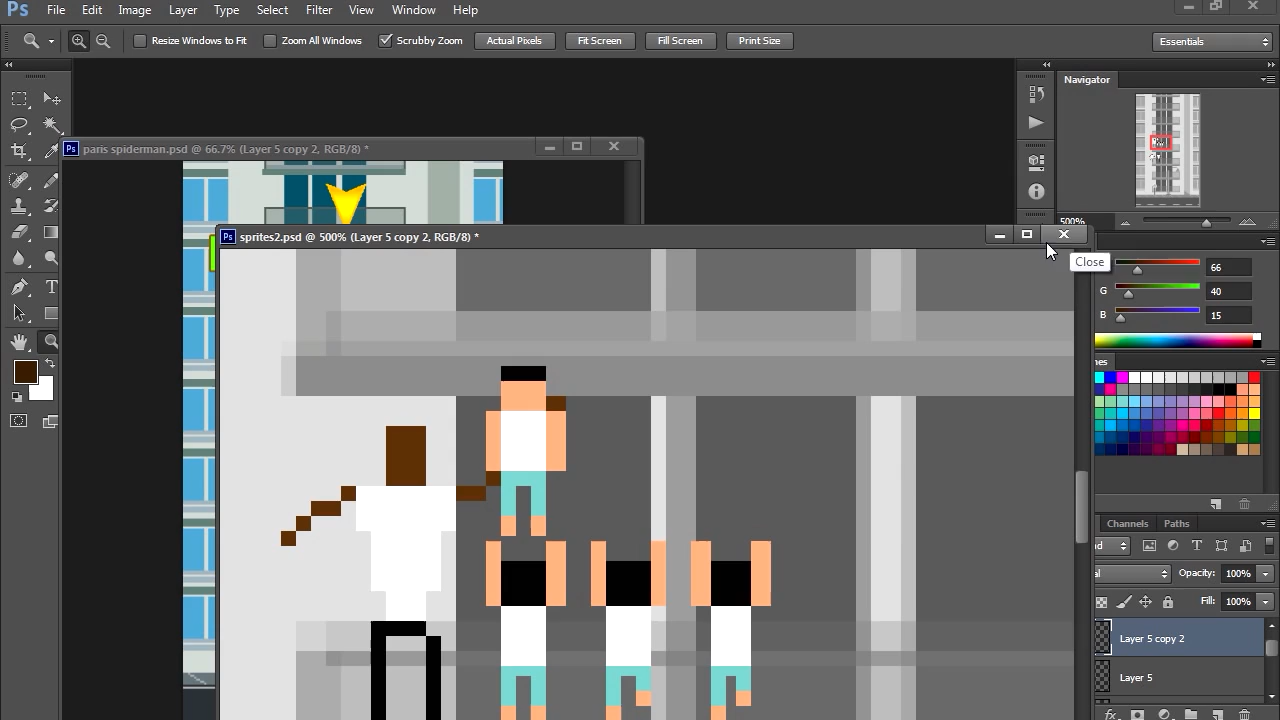 Ps File Edit Image Layer Type Select Filter View Window Help
Resize Windows to Fit Zoom All Windows Scrubby Zoom Actual Pixels Fit Screen Fill Screen Print Size Essentials
Navigator
Ps paris spiderman.psd @ 66.7% (Layer 5 copy 2, RGB/8) *
500%
Ps sprites2.psd @ 500% (Layer 5 copy 2, RGB/8) *
Close
66
G 40
B 15
T
Channels Paths
Opacity: 100%
Fill: 100%
Layer 5 copy 2
Layer 5
fx